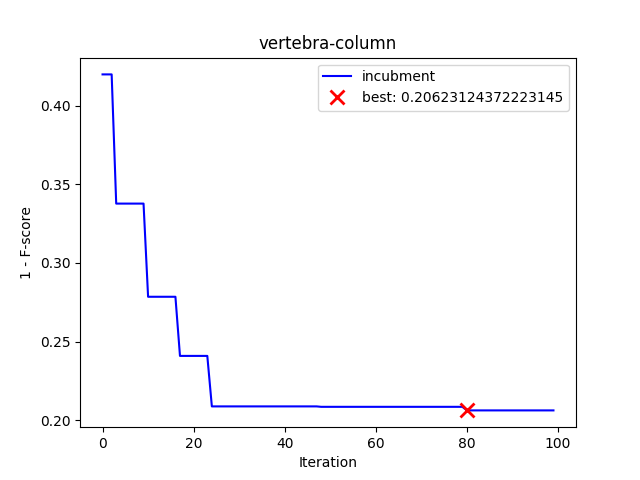 vertebra-column
incubment
best: 0.20623124372223145
0.40
0.35
0.30
0.25
0.20
1 - F-score
0 20 40 60 80 100
Iteration